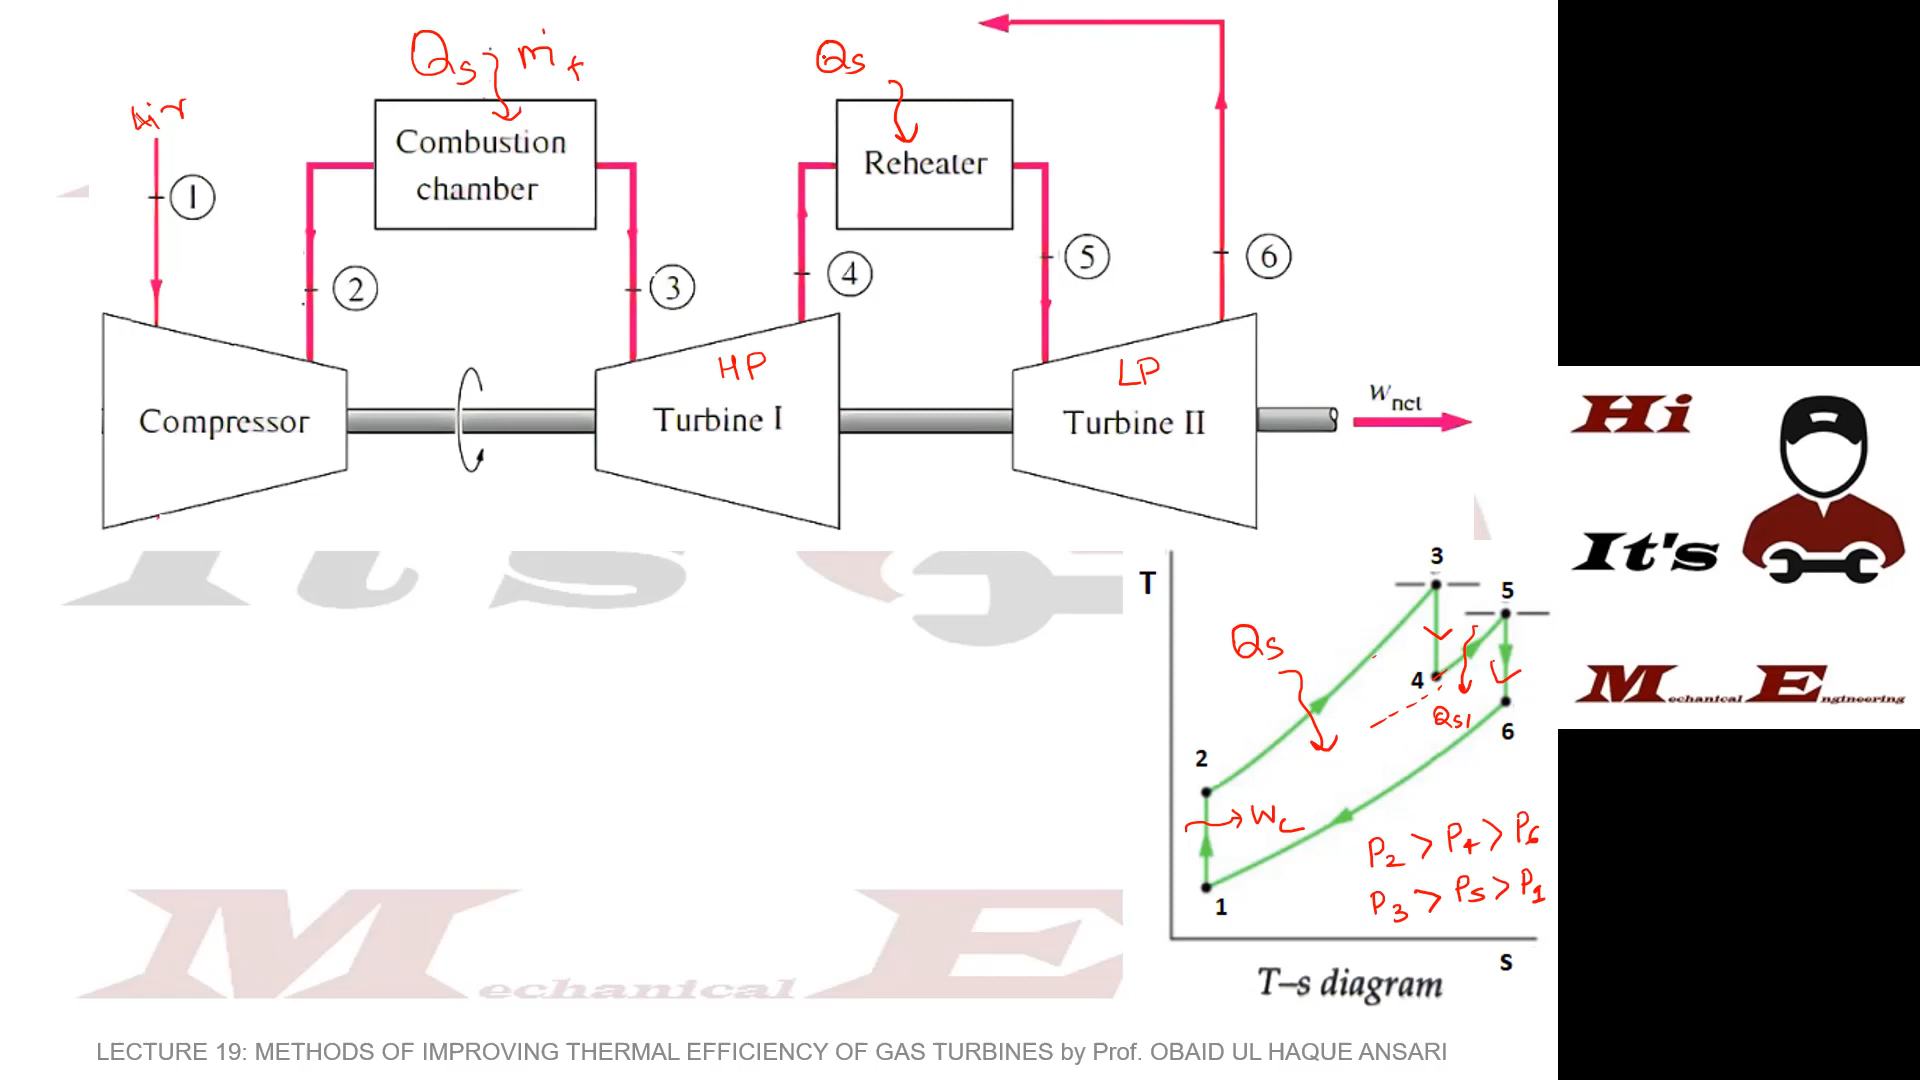 Qs ṁf
Qs
Air
Combustion
chamber
Reheater
1
2
3
4
5
6
HP
LP
Compressor
Turbine I
Turbine II
wnet
Hi
It's
Mechanical Engineering
It's
Mechanical E
T
3
5
Qs
4
Qs1
6
2
Wc
P2 > P4 > P6
P3 > P5 > P1
1
S
T–s diagram
LECTURE 19: METHODS OF IMPROVING THERMAL EFFICIENCY OF GAS TURBINES by Prof. OBAID UL HAQUE ANSARI